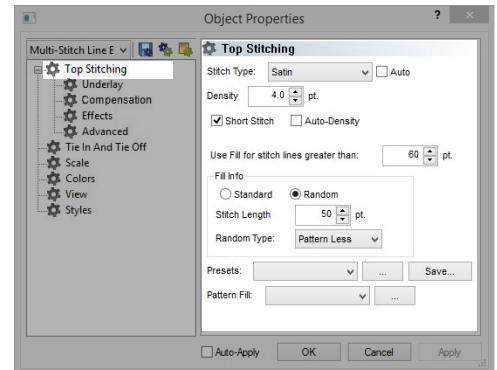 Object Properties ?
Multi-Stitch Line E
Top Stitching
Underlay
Compensation
Effects
Advanced
Tie In And Tie Off
Scale
Colors
View
Styles
Top Stitching
Stitch Type: Satin Auto
Density 4.0 pt.
Short Stitch Auto-Density
Use Fill for stitch lines greater than: 60 pt.
Fill Info
Standard Random
Stitch Length 50 pt.
Random Type: Pattern Less
Presets: ... Save...
Pattern Fill: ...
Auto-Apply OK Cancel Apply